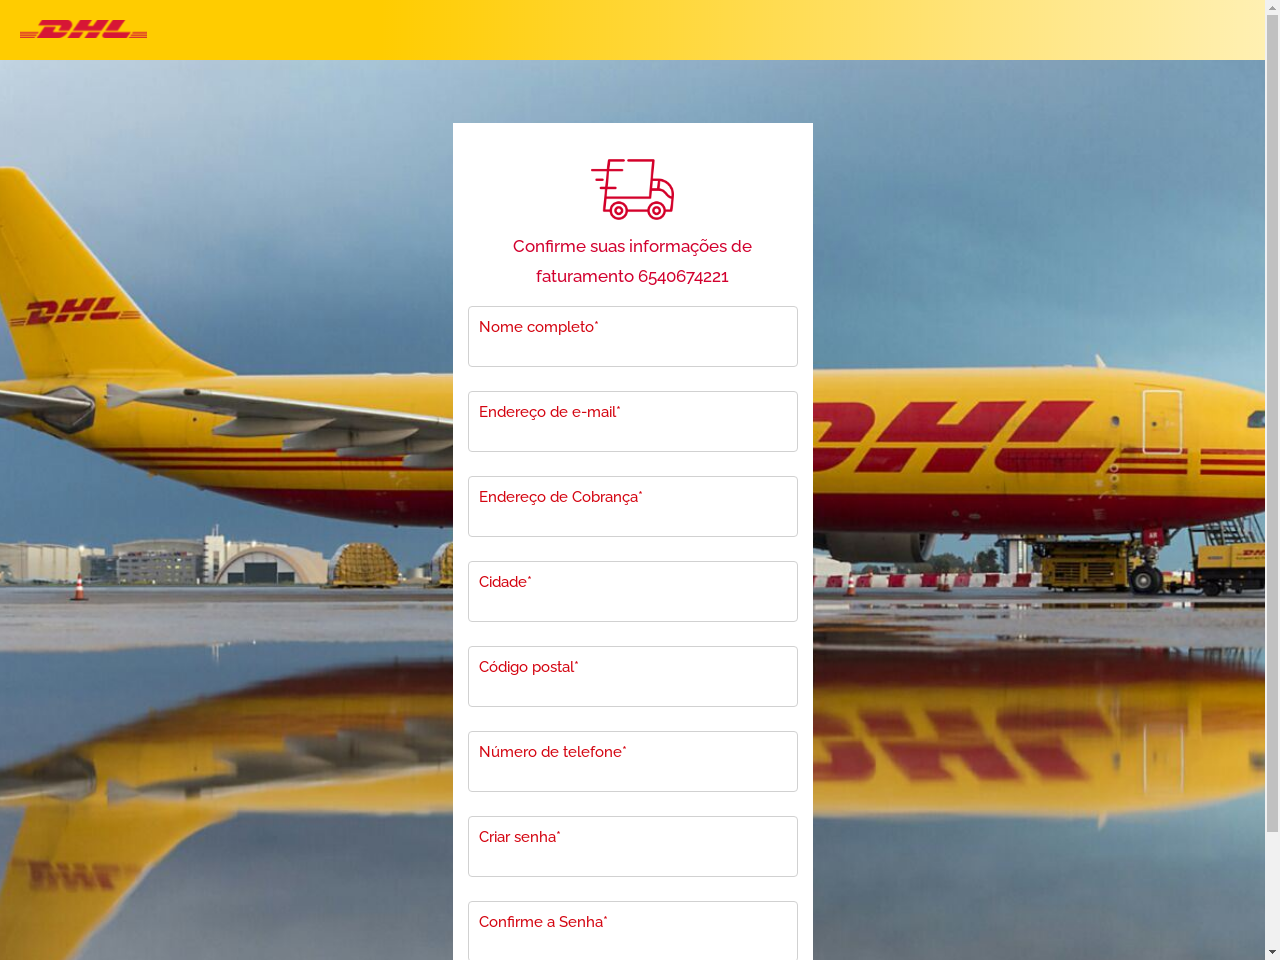 DHL
Confirme suas informações de
faturamento 6540674221
Nome completo*
Endereço de e-mail*
Endereço de Cobrança*
Cidade*
Código postal*
Número de telefone*
Criar senha*
Confirme a Senha*
DHL
DHL